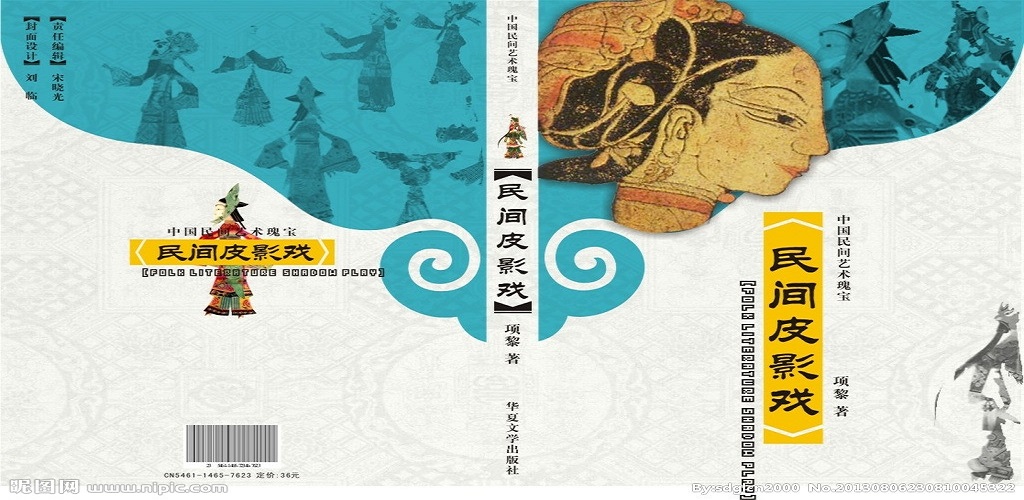 【责任编辑】 宋晓光
【封面设计】 刘 临
中国民间艺术瑰宝
《民间皮影戏》
[FOLK LITERATURE SHADOW PLAY]
CN5461-1465-7623 定价:36元
昵图网 www.nipic.com
中国民间艺术瑰宝
【民间皮影戏】
项黎 著
华夏文学出版社
中国民间艺术瑰宝
《民间皮影戏》
[FOLK LITERATURE SHADOW PLAY]
项黎 著
By:sdglcn2000 No.20130806230810045322